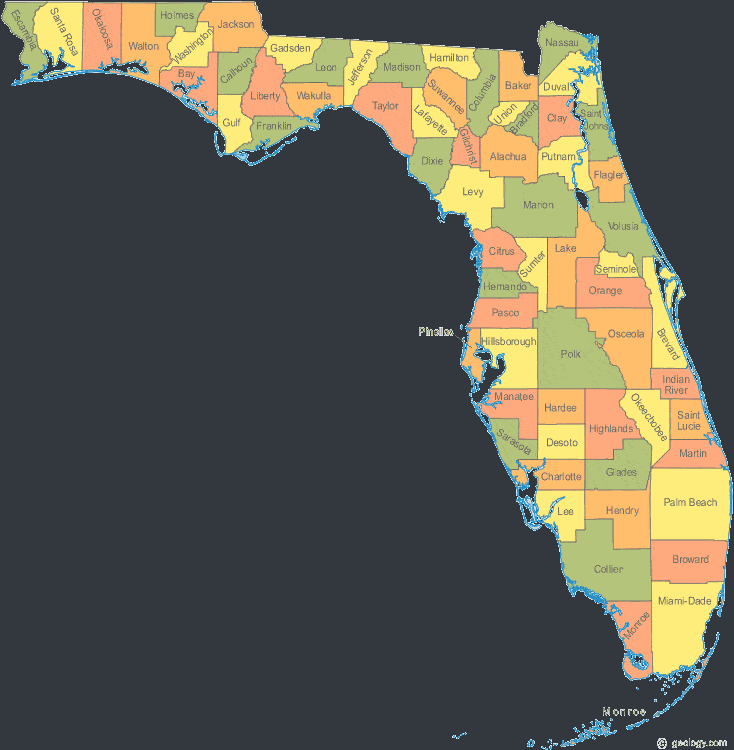 Escambia
Santa Rosa
Okaloosa
Walton
Holmes
Washington
Jackson
Bay
Calhoun
Gulf
Liberty
Gadsden
Franklin
Leon
Wakulla
Jefferson
Madison
Taylor
Hamilton
Suwannee
Lafayette
Dixie
Columbia
Gilchrist
Baker
Union
Bradford
Alachua
Levy
Nassau
Duval
Clay
Saint
Johns
Putnam
Flagler
Marion
Volusia
Citrus
Sumter
Lake
Seminole
Orange
Hernando
Pasco
Pinellas
Hillsborough
Polk
Osceola
Brevard
Indian
River
Manatee
Hardee
Highlands
Okeechobee
Saint
Lucie
Sarasota
Desoto
Martin
Charlotte
Glades
Lee
Hendry
Palm Beach
Collier
Broward
Miami-Dade
Monroe
Monroe
© geology.com